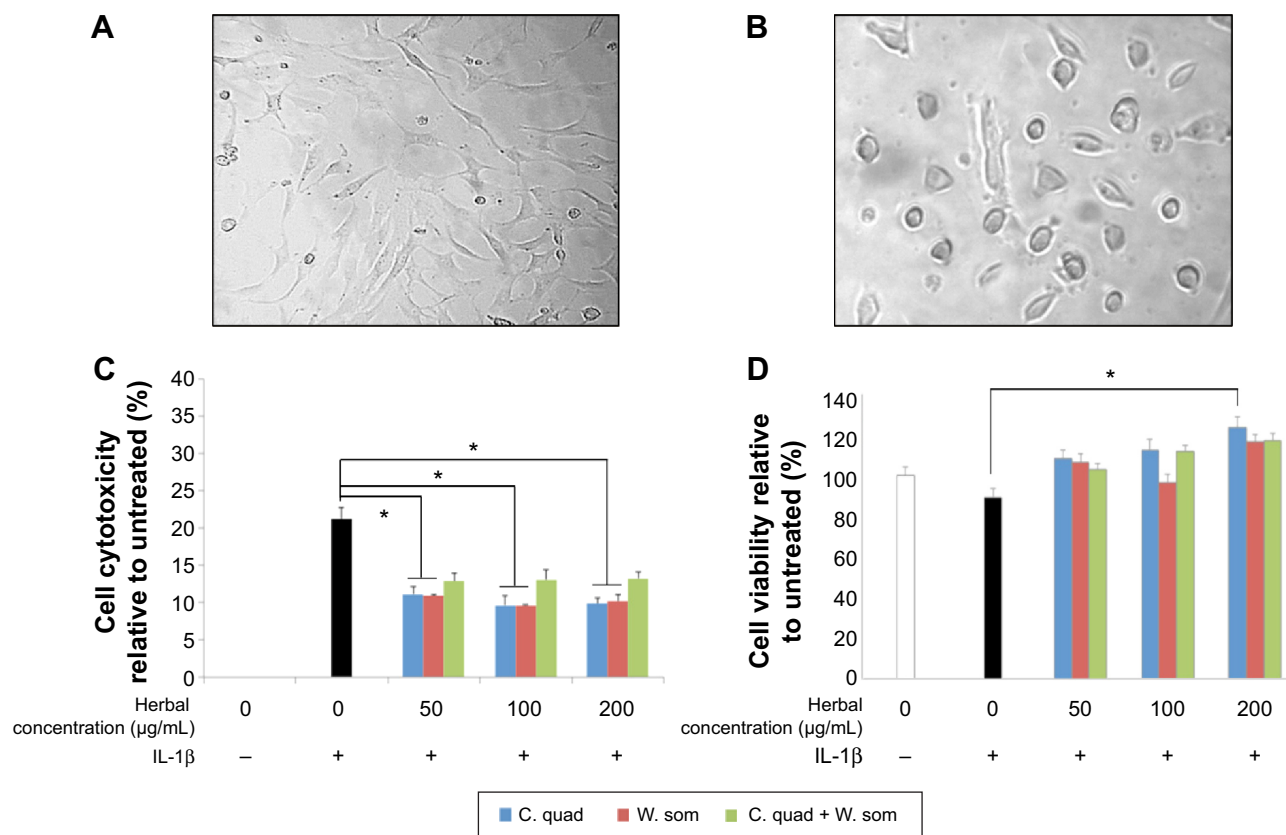 A
B
C
Cell cytotoxicity
relative to untreated (%)
40
35
30
25
20
15
10
5
0
*
*
*
Herbal
concentration (µg/mL)
0 0 50 100 200
IL-1β – + + + +
D
Cell viability relative
to untreated (%)
140
120
100
80
60
40
20
0
*
Herbal
concentration (µg/mL)
0 0 50 100 200
IL-1β – + + + +
C. quad W. som C. quad + W. som